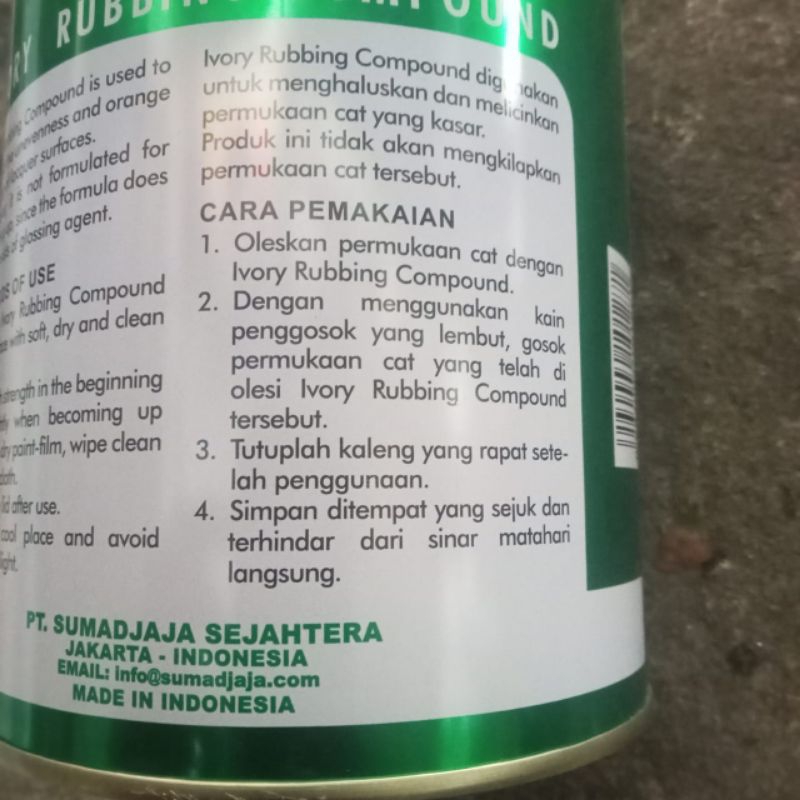 RUBBING COMPOUND
Compound is used to
and orange
surfaces.
is not formulated for
since the formula does
glossing agent.
OF USE
Rubbing Compound
with soft, dry and clean
strength in the beginning
when becoming up
dry paint-film, wipe clean
cloth.
lid after use.
cool place and avoid
light.
Ivory Rubbing Compound digunakan
untuk menghaluskan dan melicinkan
permukaan cat yang kasar.
Produk ini tidak akan mengkilapkan
permukaan cat tersebut.
CARA PEMAKAIAN
1. Oleskan permukaan cat dengan
Ivory Rubbing Compound.
2. Dengan menggunakan kain
penggosok yang lembut, gosok
permukaan cat yang telah di
olesi Ivory Rubbing Compound
tersebut.
3. Tutuplah kaleng yang rapat sete-
lah penggunaan.
4. Simpan ditempat yang sejuk dan
terhindar dari sinar matahari
langsung.
PT. SUMADJAJA SEJAHTERA
JAKARTA - INDONESIA
EMAIL: info@sumadjaja.com
MADE IN INDONESIA